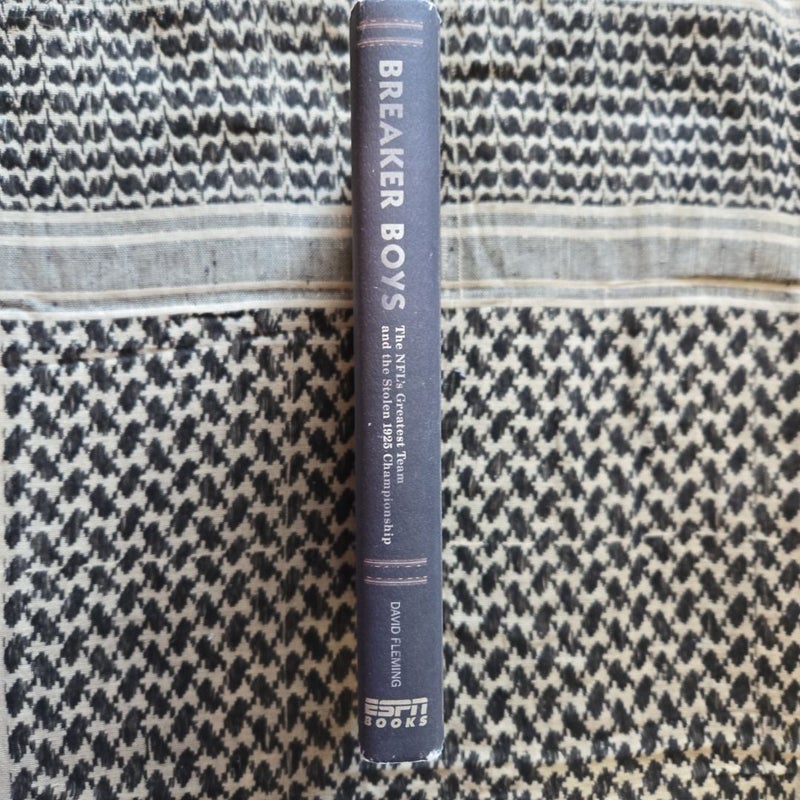 BREAKER BOYS
The NFL's Greatest Team
and the Stolen 1925 Championship
DAVID FLEMING
ESPN
BOOKS